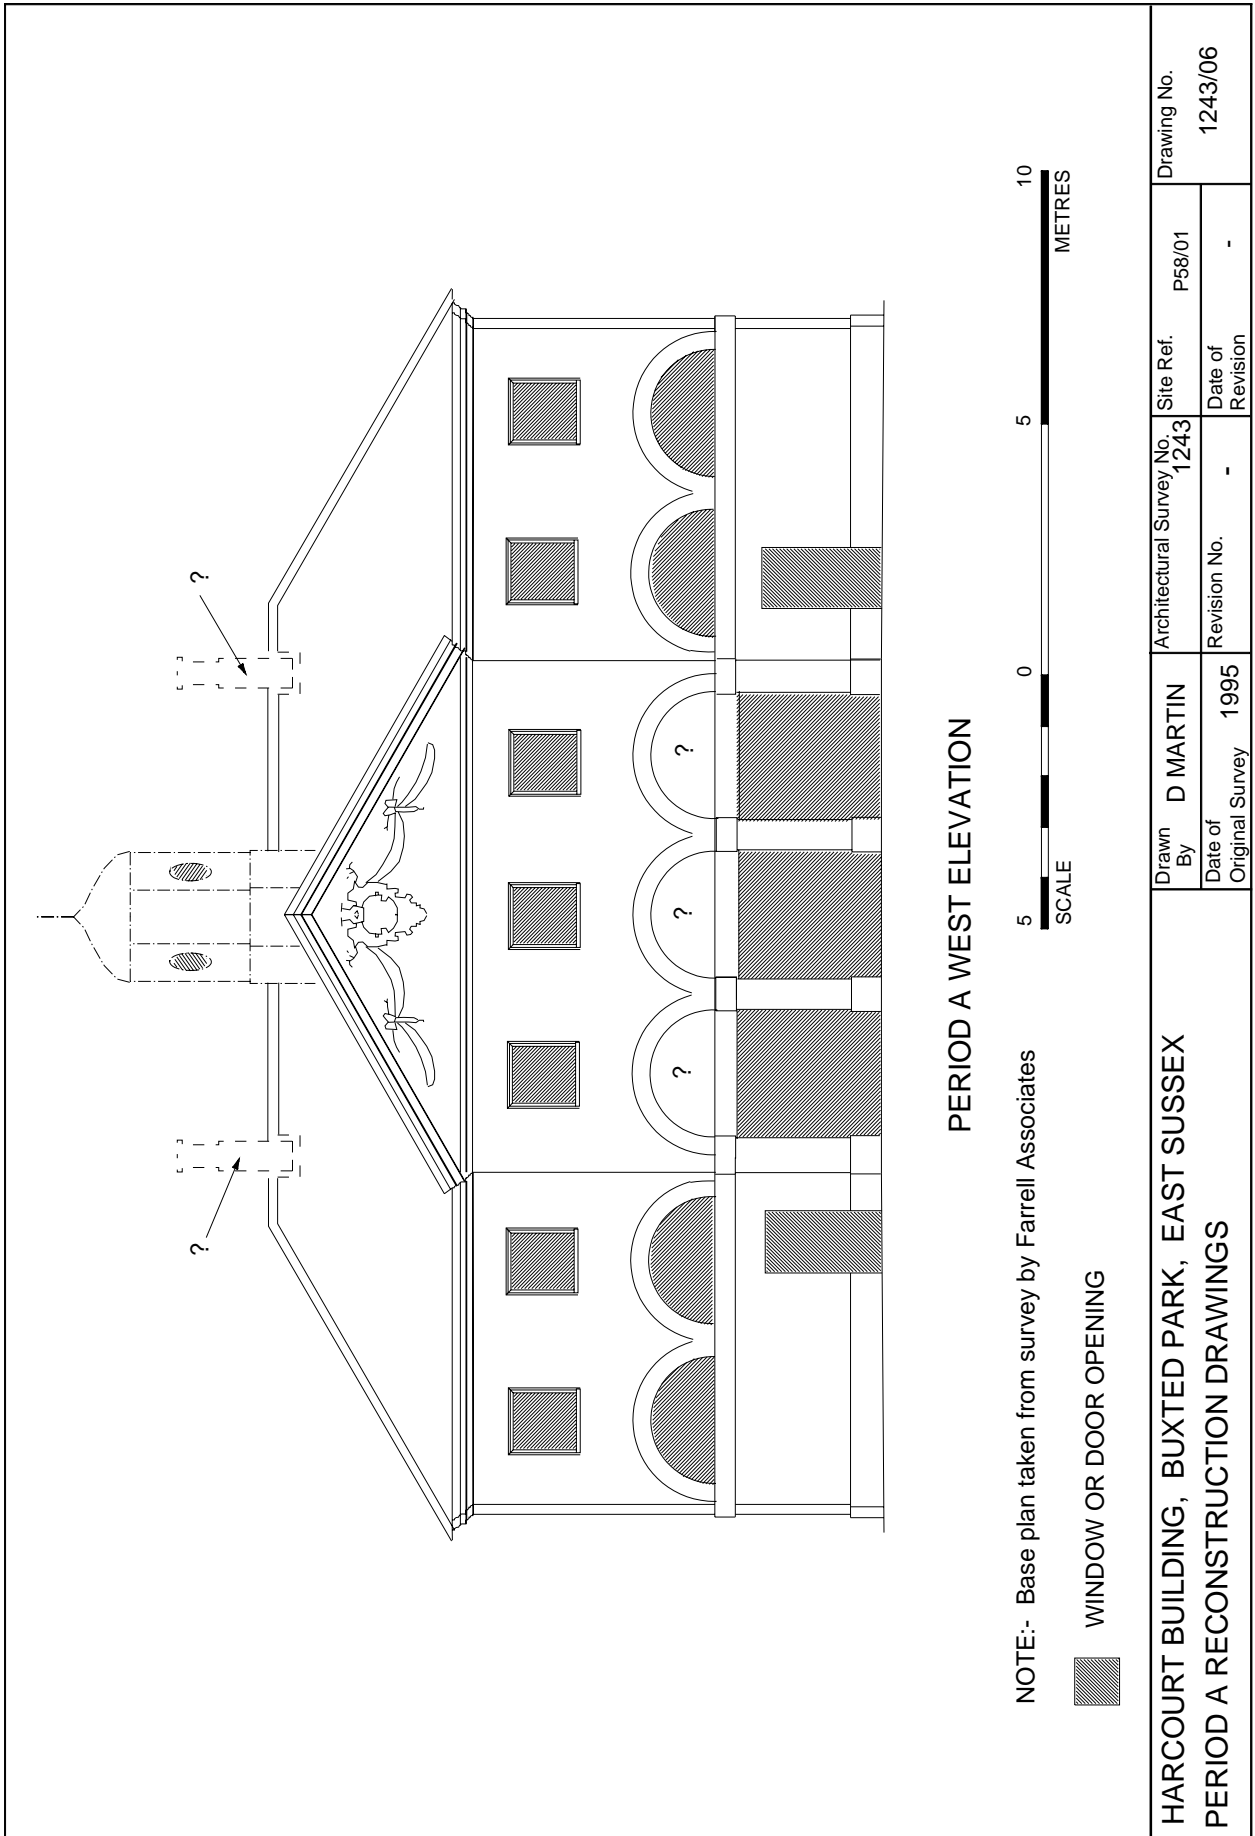 ?
?
?
?
?
PERIOD A WEST ELEVATION
NOTE:- Base plan taken from survey by Farrell Associates
5 0 5 10
SCALE METRES
WINDOW OR DOOR OPENING
HARCOURT BUILDING, BUXTED PARK, EAST SUSSEX
PERIOD A RECONSTRUCTION DRAWINGS
Drawn
By D MARTIN
Date of
Original Survey 1995
Architectural Survey No.
1243
Revision No. -
Site Ref. P58/01
Date of
Revision -
Drawing No.
1243/06